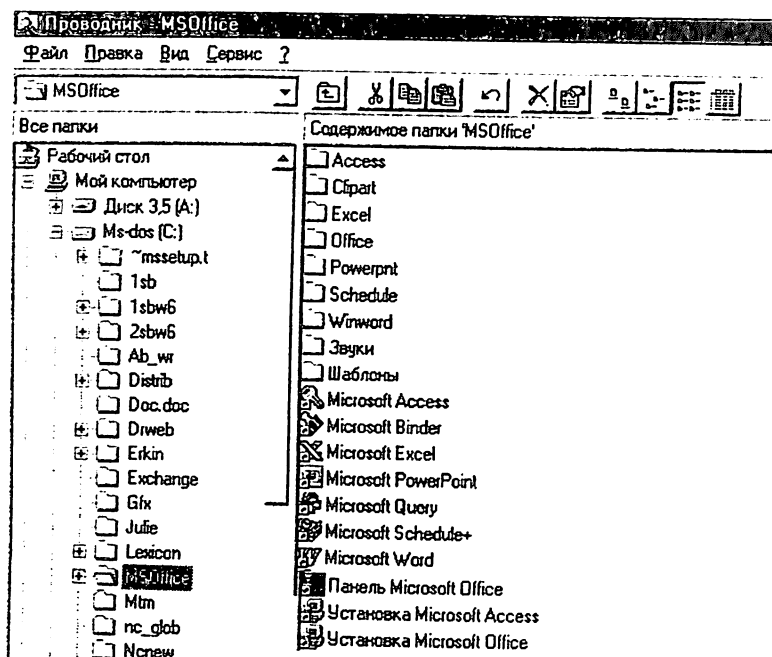 Проводник - MSOffice
Файл Правка Вид Сервис ?
MSOffice
Все папки
Содержимое папки 'MSOffice'
Рабочий стол
Мой компьютер
Диск 3,5 (A:)
Ms-dos (C:)
~mssetup.t
1sb
1sbw6
2sbw6
Ab_wr
Distrib
Doc.doc
Drweb
Erkin
Exchange
Gfx
Julie
Lexicon
MSOffice
Mtm
nc_glob
Ncnew
Access
Clipart
Excel
Office
Powerpnt
Schedule
Winword
Звуки
Шаблоны
Microsoft Access
Microsoft Binder
Microsoft Excel
Microsoft PowerPoint
Microsoft Query
Microsoft Schedule+
Microsoft Word
Панель Microsoft Office
Установка Microsoft Access
Установка Microsoft Office